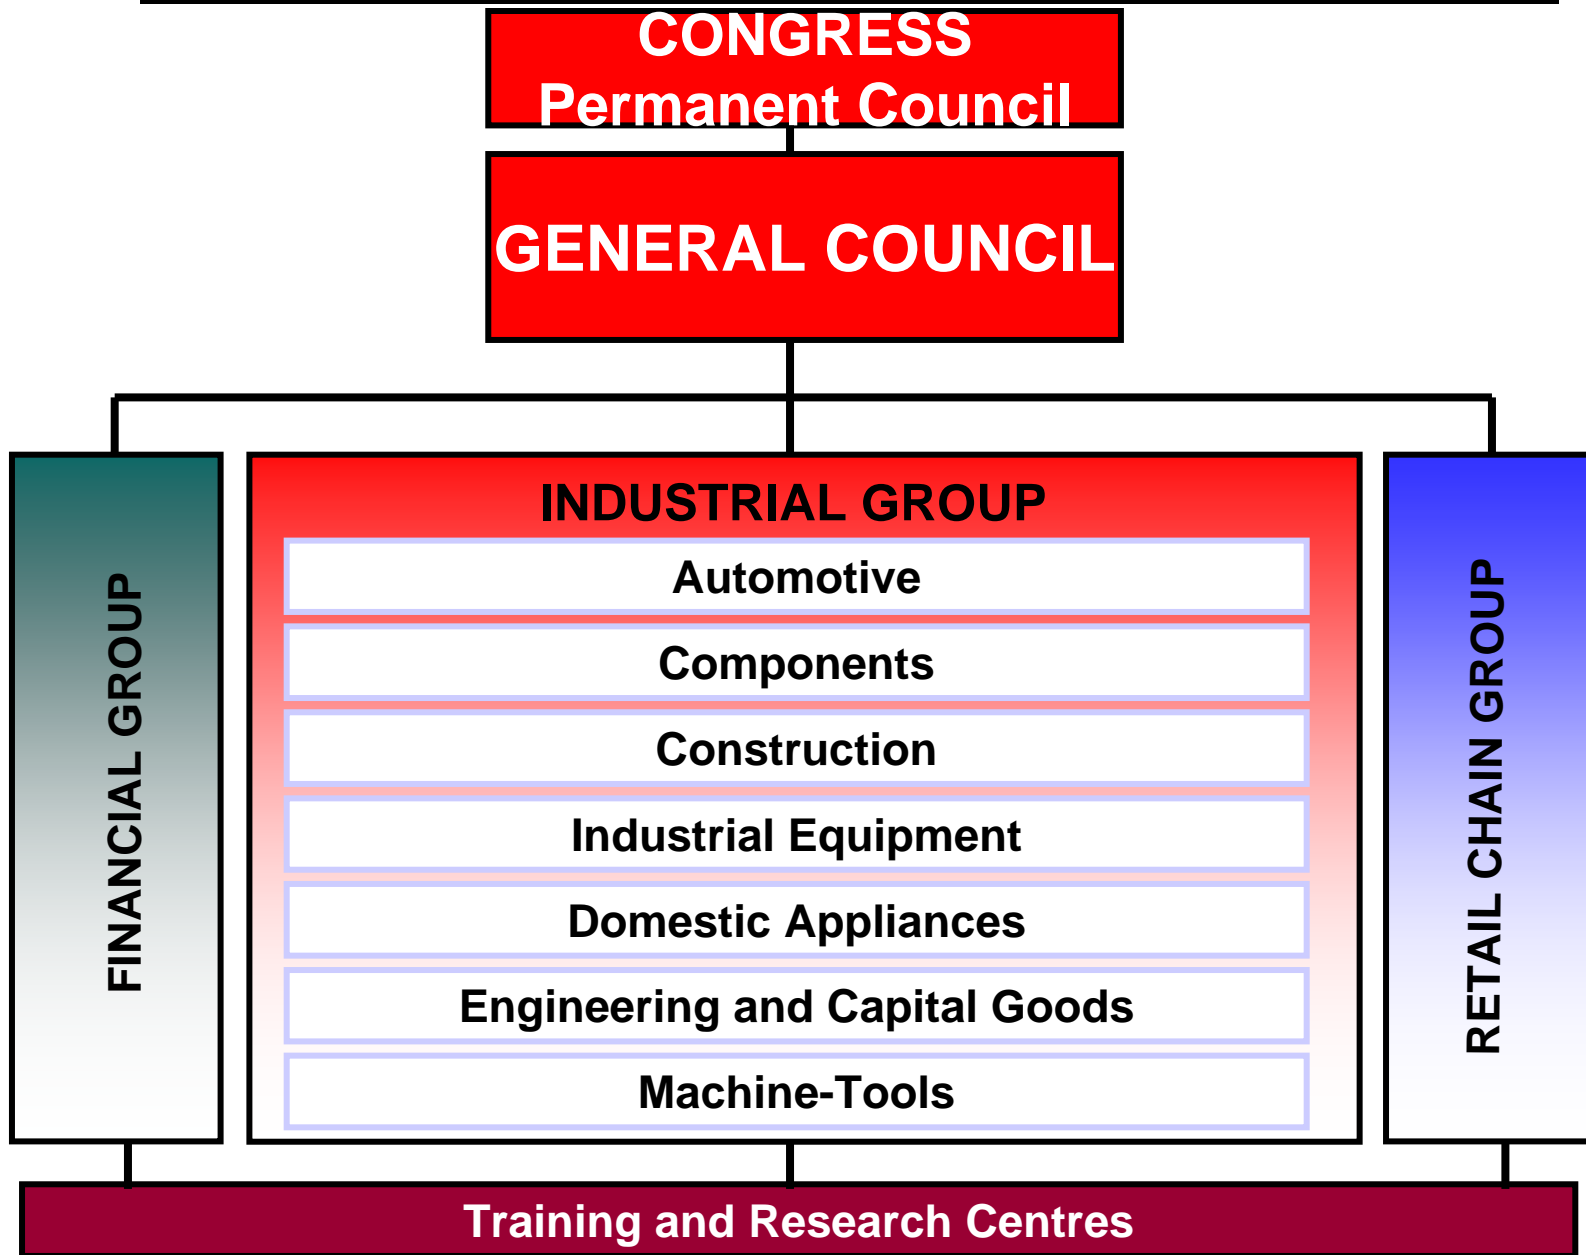 CONGRESS
Permanent Council
GENERAL COUNCIL
FINANCIAL GROUP
INDUSTRIAL GROUP
Automotive
Components
Construction
Industrial Equipment
Domestic Appliances
Engineering and Capital Goods
Machine-Tools
RETAIL CHAIN GROUP
Training and Research Centres